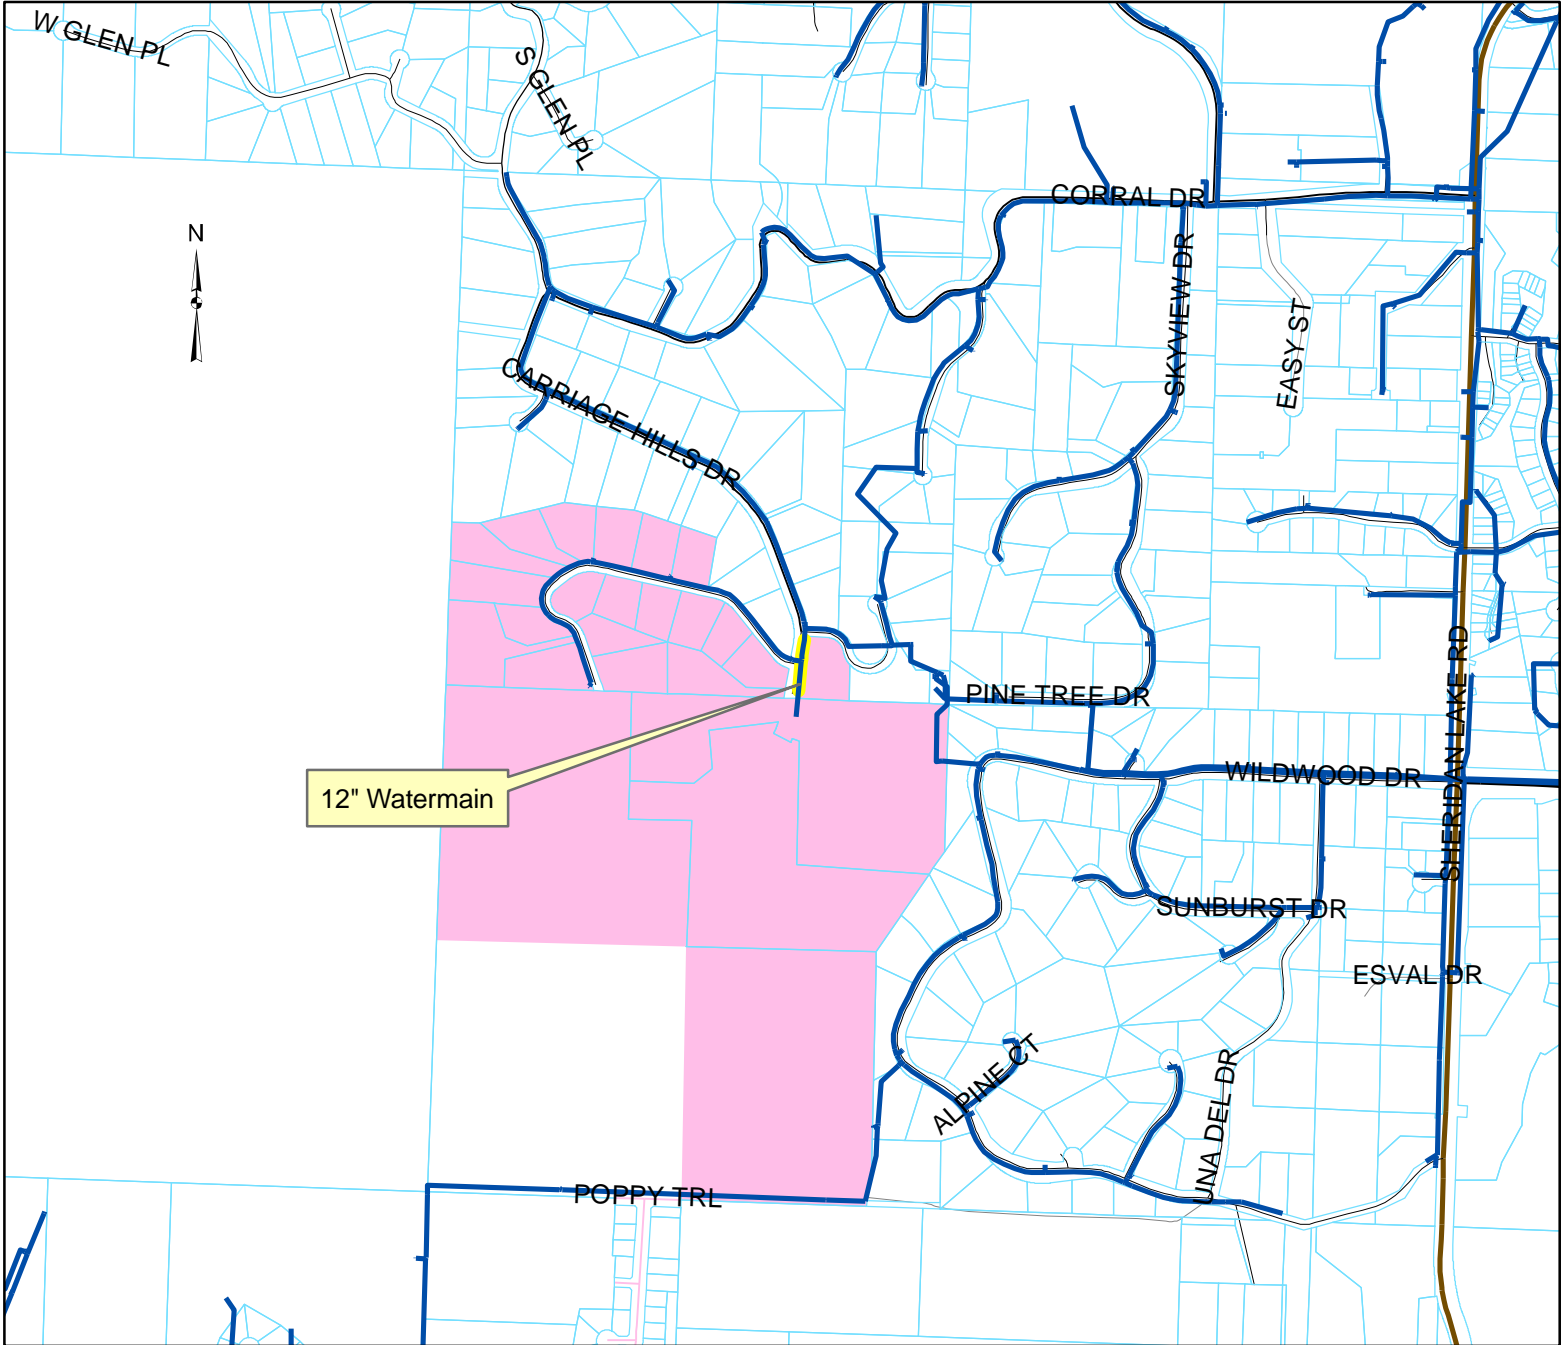 W GLEN PL
S GLEN PL
N
CORRAL DR
SKYVIEW DR
EASY ST
CARRIAGE HILLS DR
PINE TREE DR
SHERIDAN LAKE RD
WILDWOOD DR
12" Watermain
SUNBURST DR
ESVAL DR
ALPINE CT
UNA DEL DR
POPPY TRL